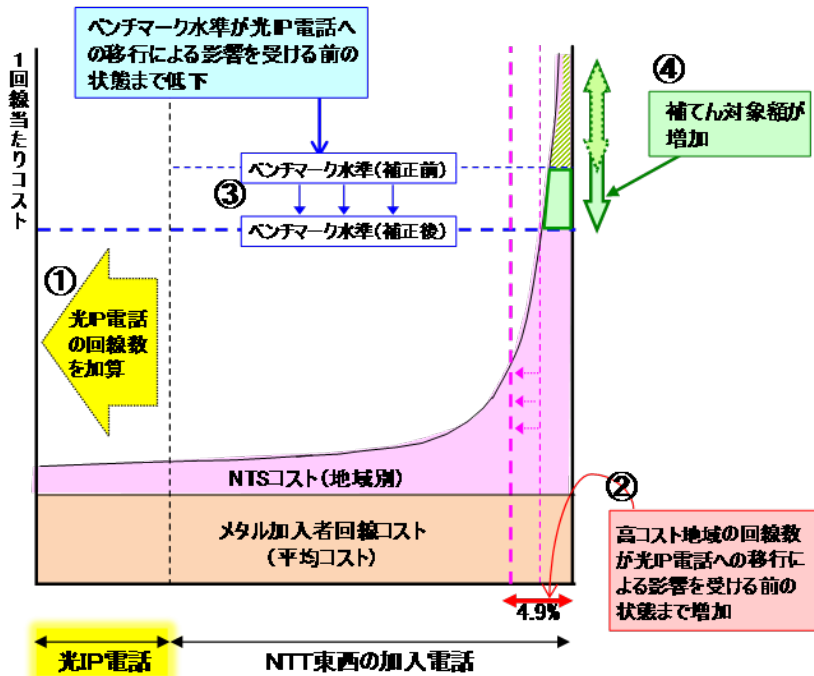 ベンチマーク水準が光IP電話へ
の移行による影響を受ける前の
状態まで低下
1回線当たりコスト
④
補てん対象額が
増加
ベンチマーク水準(補正前)
③
ベンチマーク水準(補正後)
①
光IP電話
の回線数
を加算
NTSコスト(地域別)
②
メタル加入者回線コスト
(平均コスト)
高コスト地域の回線数
が光IP電話への移行に
よる影響を受ける前の
状態まで増加
4.9%
光IP電話
NTT東西の加入電話